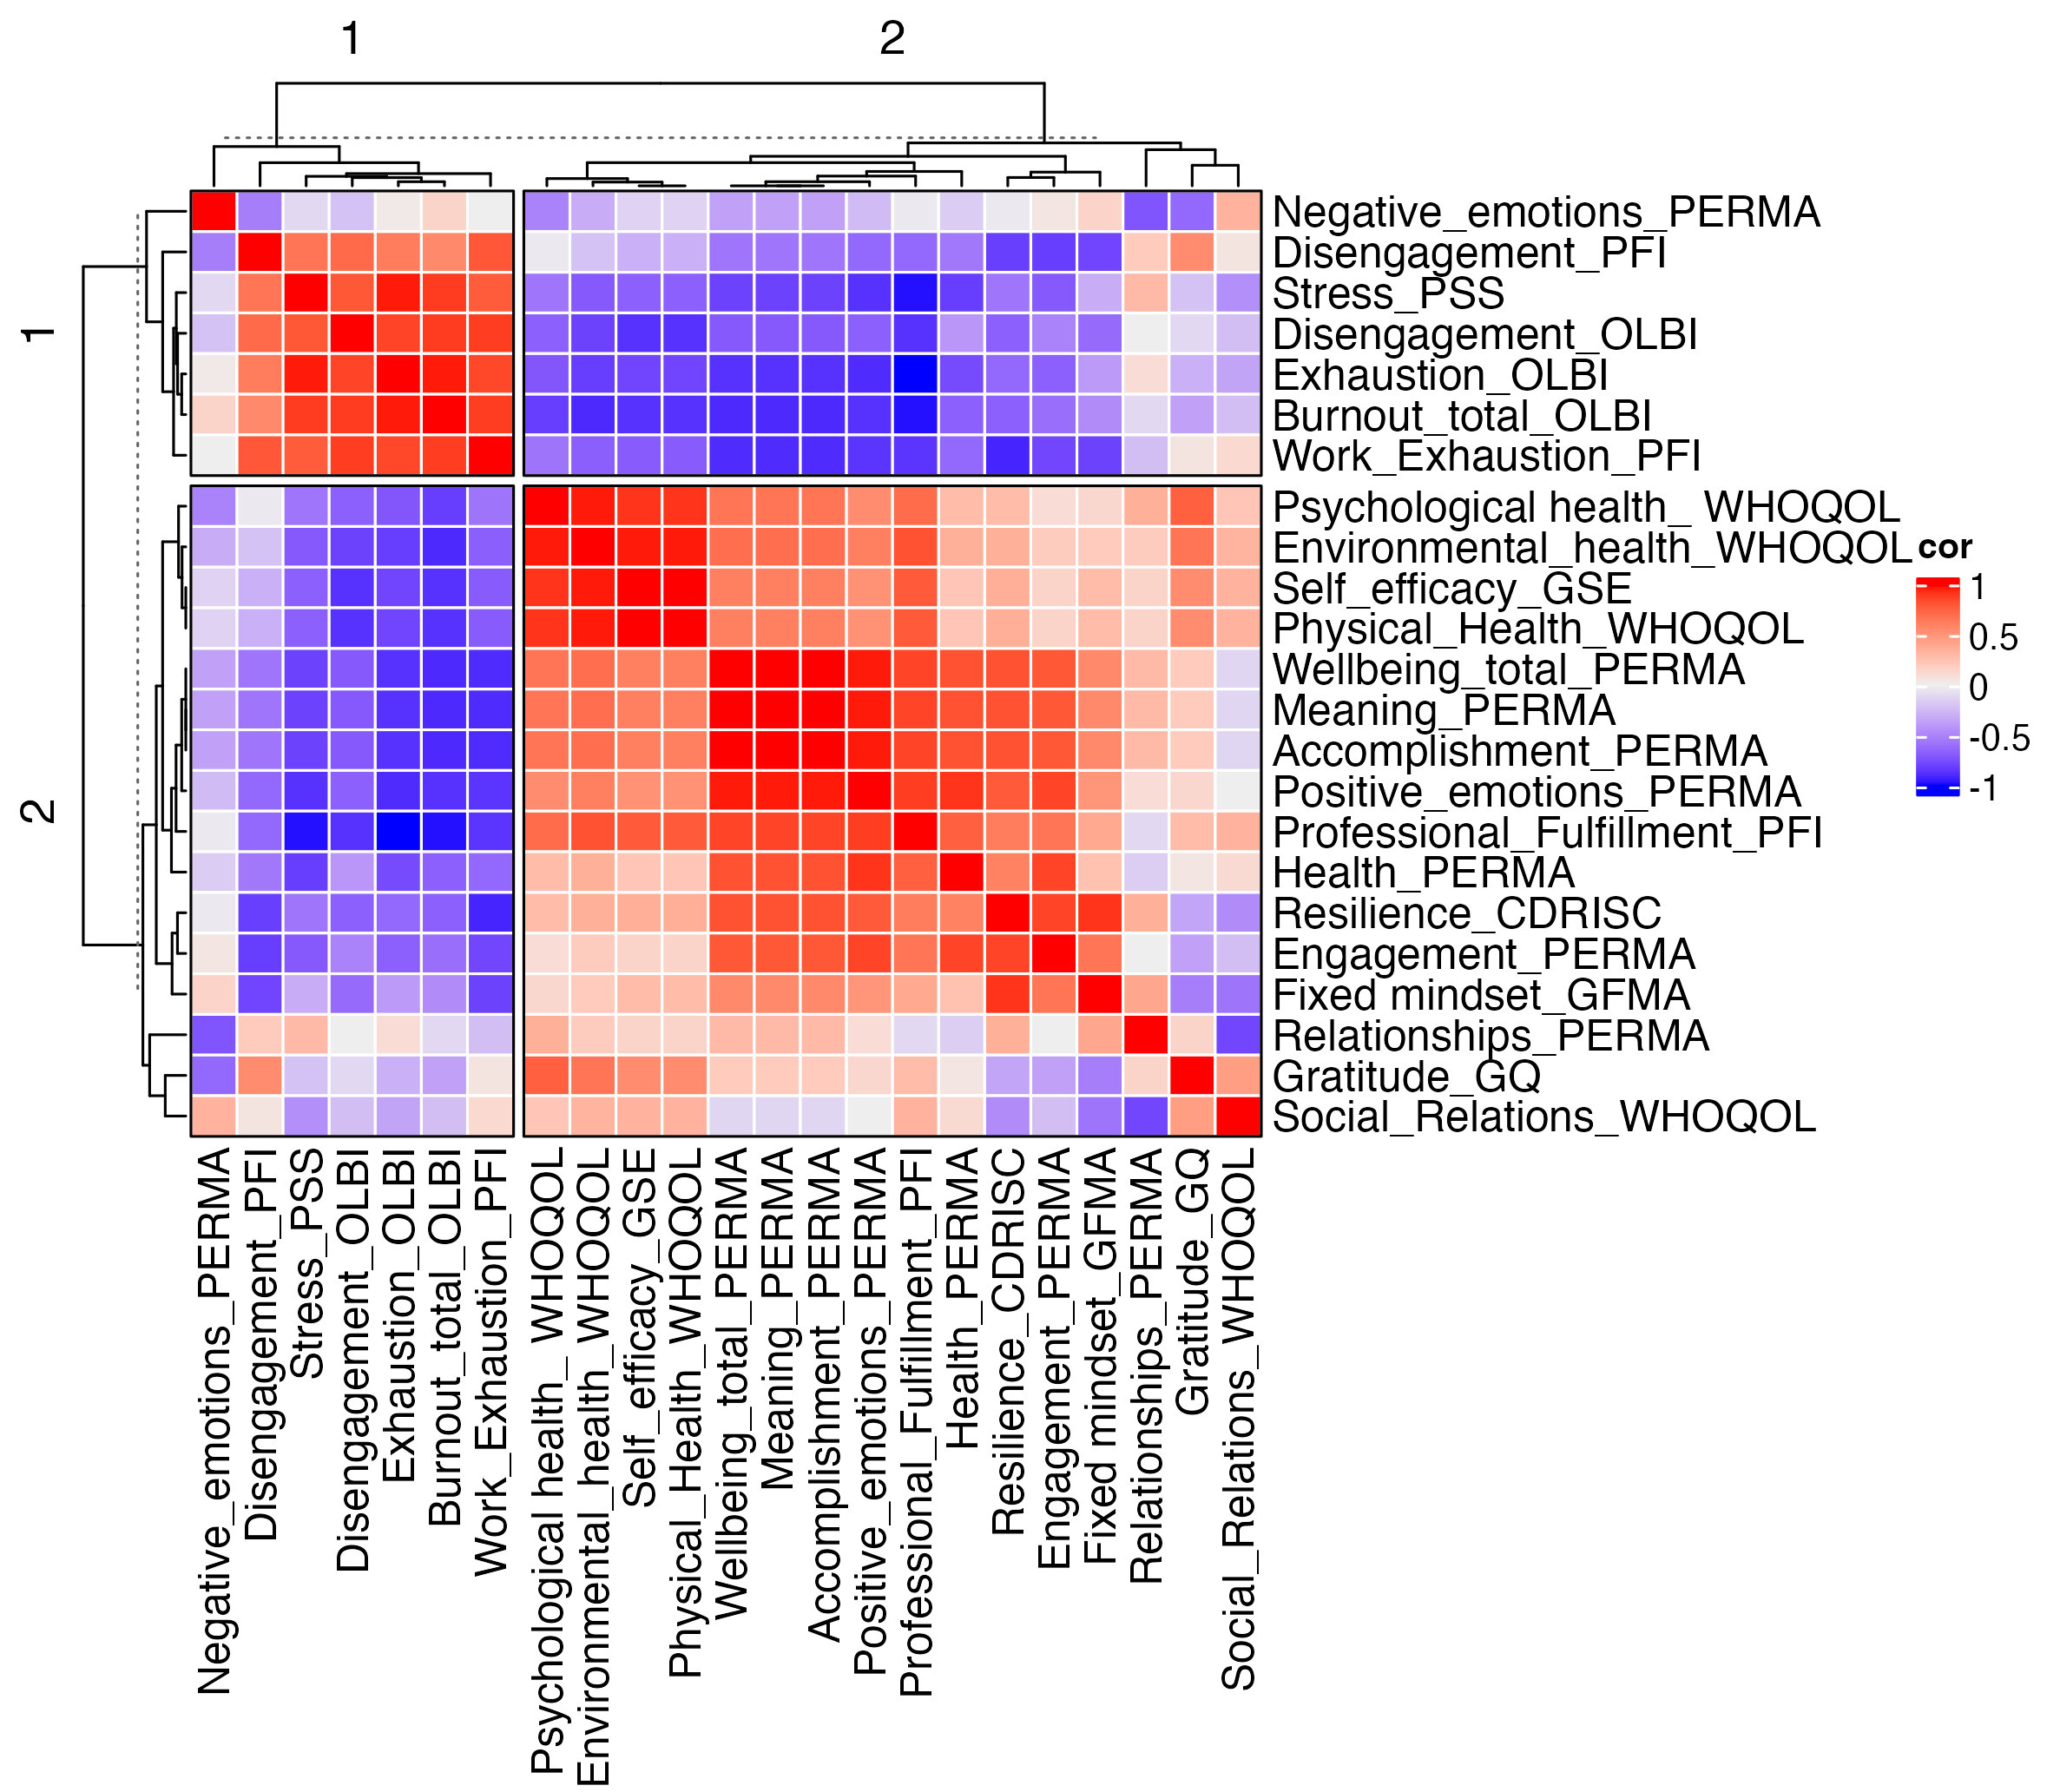 1
2
1
2
Negative_emotions_PERMA
Disengagement_PFI
Stress_PSS
Disengagement_OLBI
Exhaustion_OLBI
Burnout_total_OLBI
Work_Exhaustion_PFI
Psychological health_ WHOQOL
Environmental_health_WHOQOL
Self_efficacy_GSE
Physical_Health_WHOQOL
Wellbeing_total_PERMA
Meaning_PERMA
Accomplishment_PERMA
Positive_emotions_PERMA
Professional_Fulfillment_PFI
Health_PERMA
Resilience_CDRISC
Engagement_PERMA
Fixed mindset_GFMA
Relationships_PERMA
Gratitude_GQ
Social_Relations_WHOQOL
cor
1
0.5
0
-0.5
-1
Negative_emotions_PERMA
Disengagement_PFI
Stress_PSS
Disengagement_OLBI
Exhaustion_OLBI
Burnout_total_OLBI
Work_Exhaustion_PFI
Psychological health_ WHOQOL
Environmental_health_WHOQOL
Self_efficacy_GSE
Physical_Health_WHOQOL
Wellbeing_total_PERMA
Meaning_PERMA
Accomplishment_PERMA
Positive_emotions_PERMA
Professional_Fulfillment_PFI
Health_PERMA
Resilience_CDRISC
Engagement_PERMA
Fixed mindset_GFMA
Relationships_PERMA
Gratitude_GQ
Social_Relations_WHOQOL